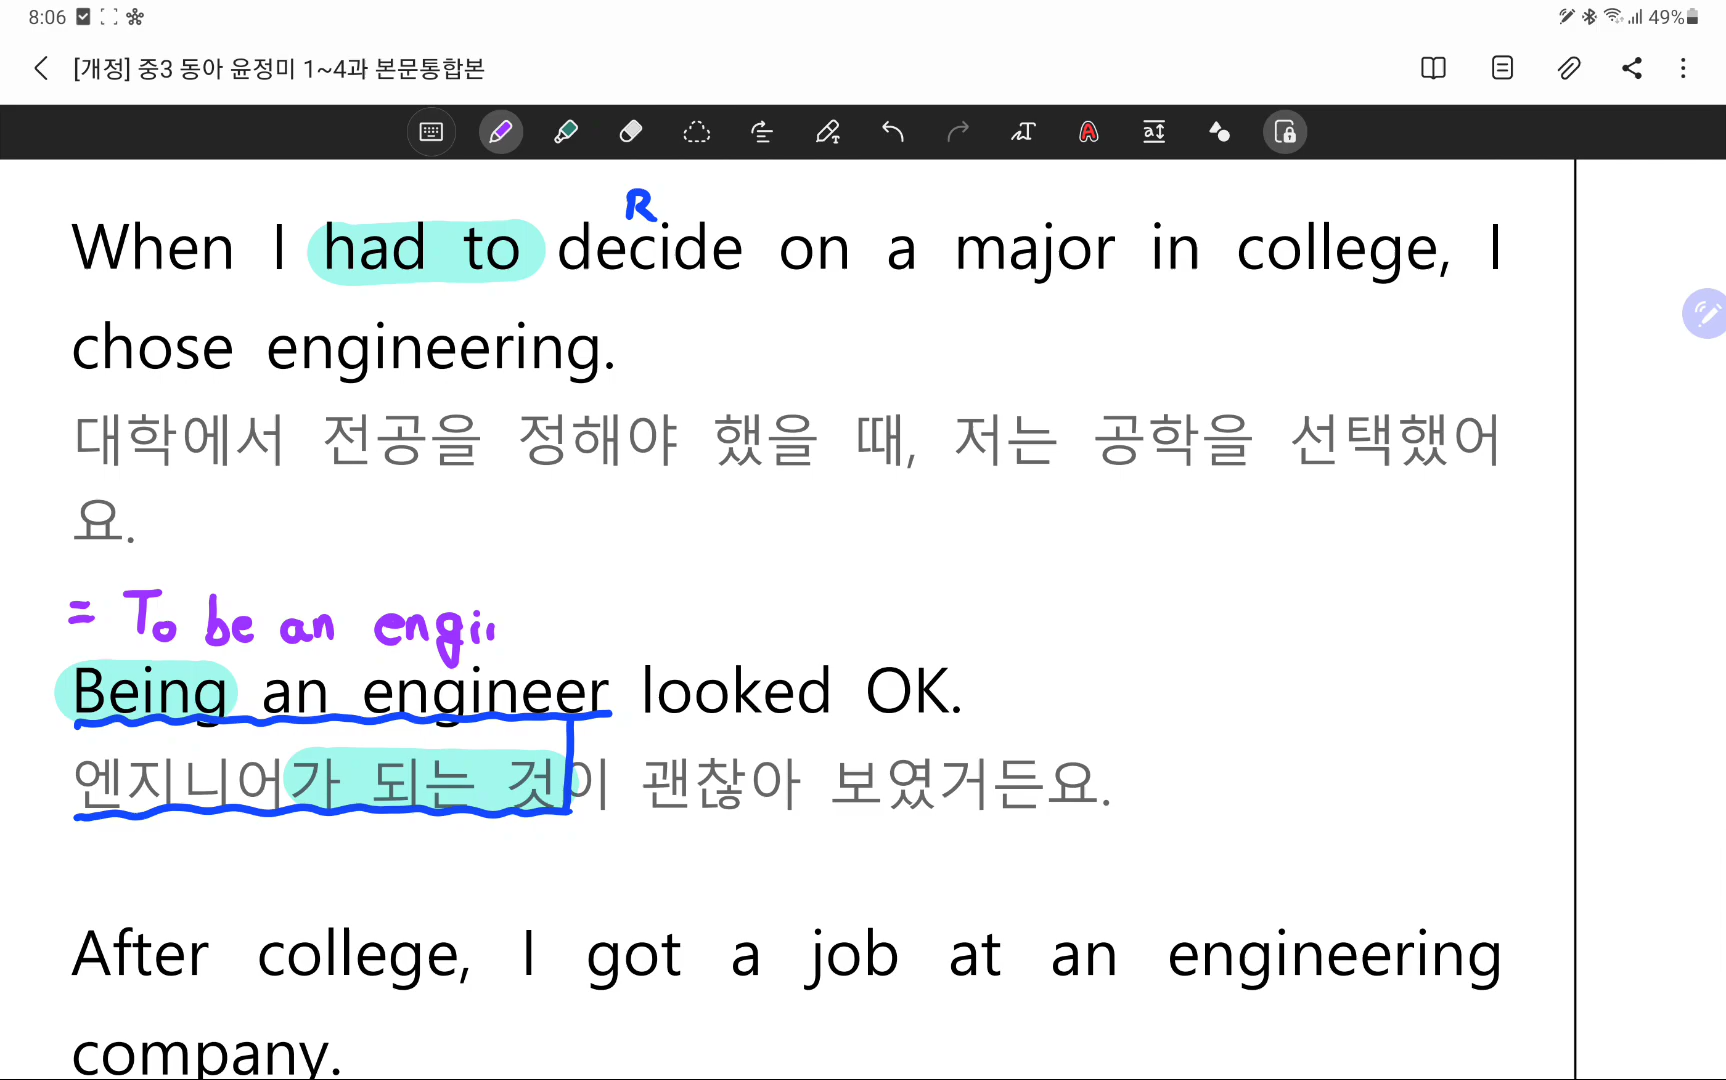 8:06 49%
[개정] 중3 동아 윤정미 1~4과 본문통합본
R
When I had to decide on a major in college, I
chose engineering.
대학에서 전공을 정해야 했을 때, 저는 공학을 선택했어
요.
= To be an engi
Being an engineer looked OK.
엔지니어가 되는 것이 괜찮아 보였거든요.
After college, I got a job at an engineering
company.